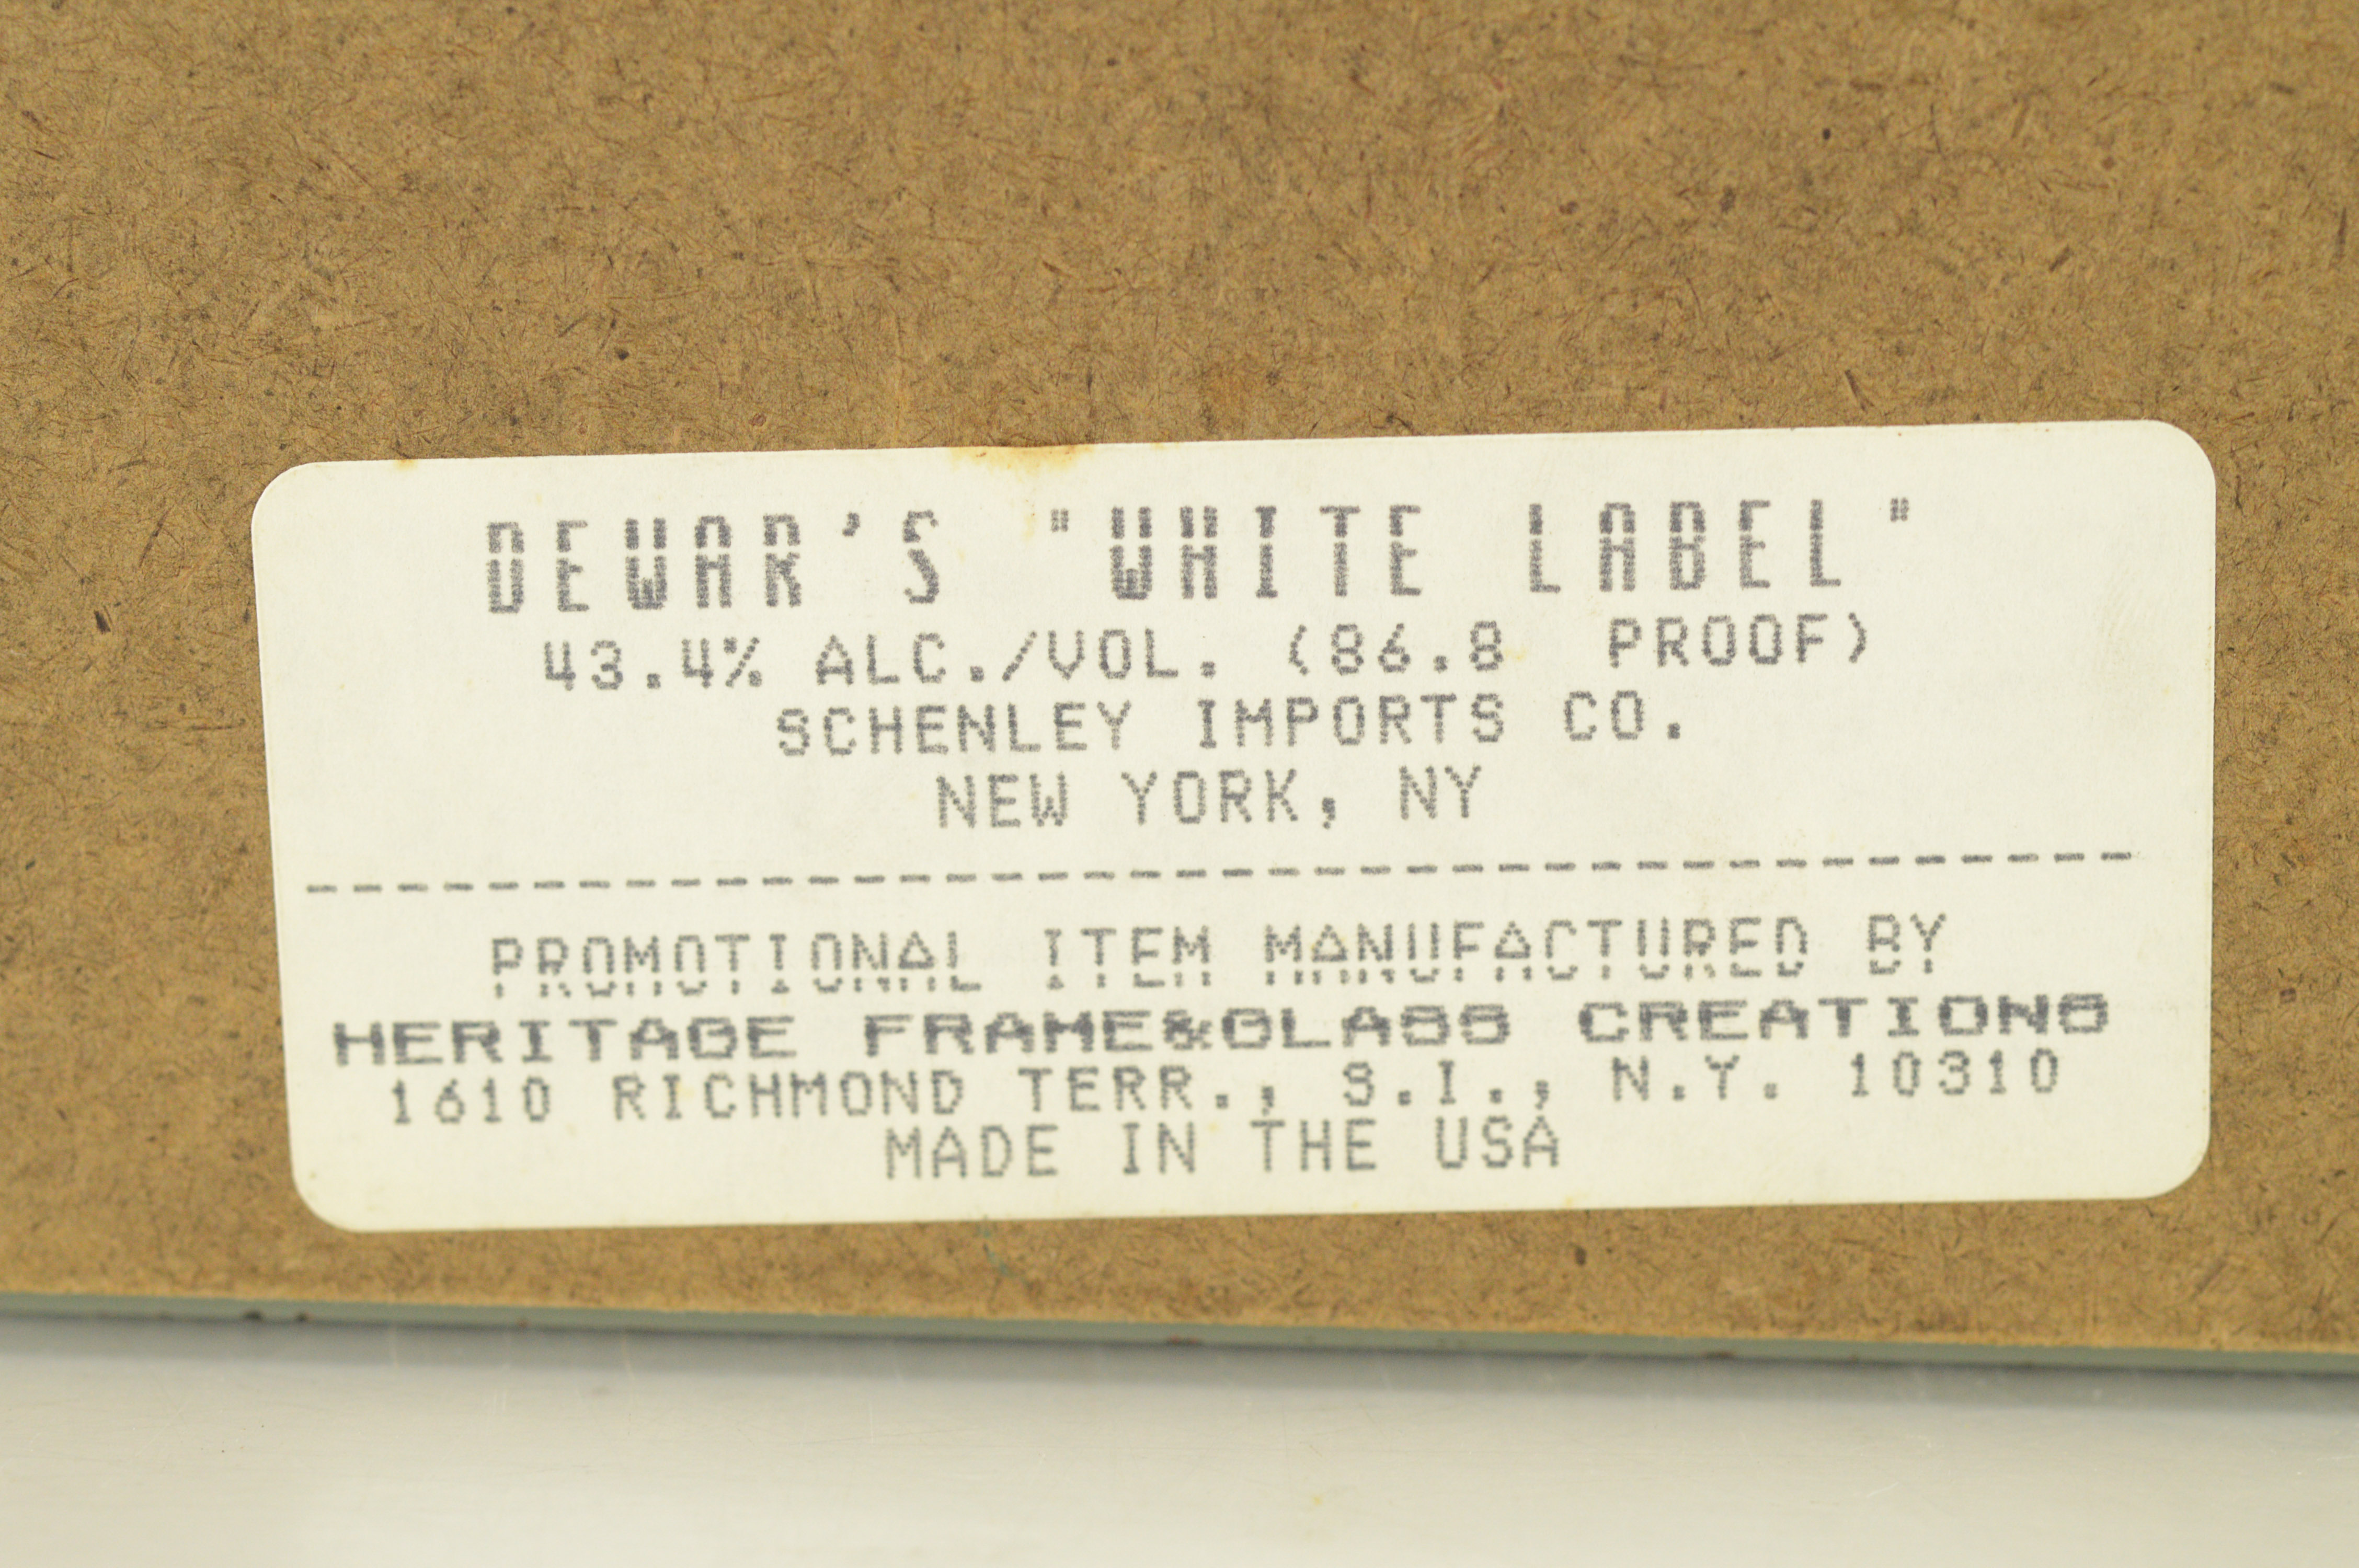 DEWAR'S "WHITE LABEL"
43.4% ALC./VOL. (86.8 PROOF)
SCHENLEY IMPORTS CO.
NEW YORK, NY
----------------------------------------
PROMOTIONAL ITEM MANUFACTURED BY
HERITAGE FRAME&GLASS CREATIONS
1610 RICHMOND TERR., S.I., N.Y. 10310
MADE IN THE USA